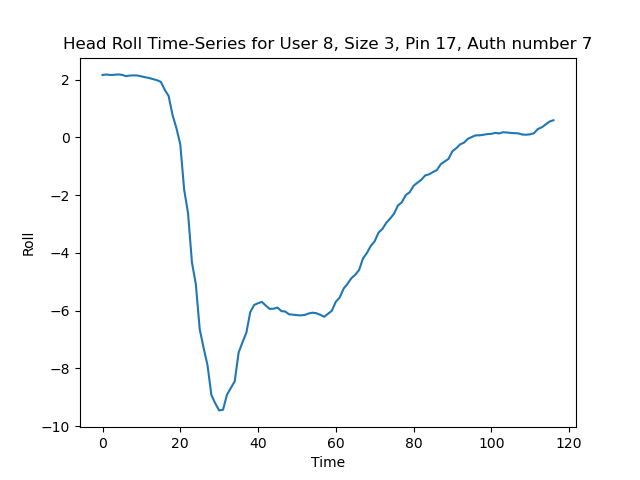 Head Roll Time-Series for User 8, Size 3, Pin 17, Auth number 7
2
0
−2
−4
−6
−8
−10
Roll
0 20 40 60 80 100 120
Time